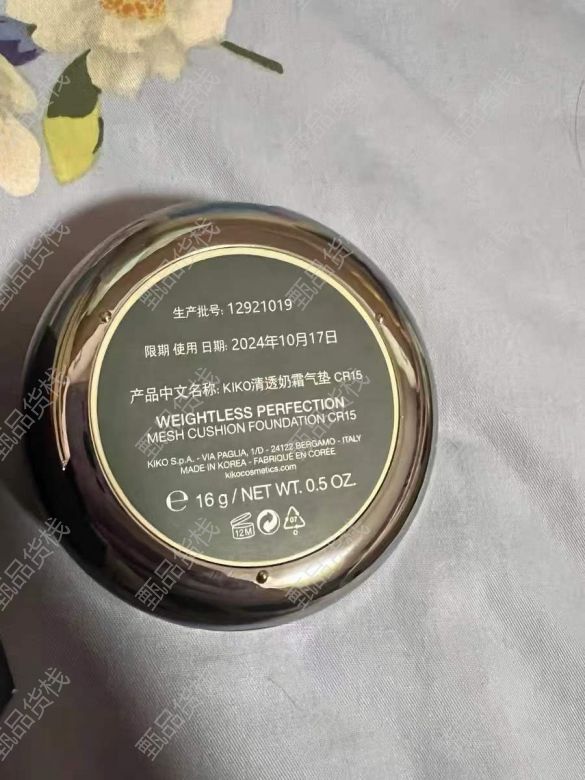 生产批号: 12921019
限期 使用 日期: 2024年10月17日
产品中文名称: KIKO清透奶霜气垫 CR15
WEIGHTLESS PERFECTION
MESH CUSHION FOUNDATION CR15
KIKO S.p.A. - VIA PAGLIA, 1/D - 24122 BERGAMO - ITALY
MADE IN KOREA - FABRIQUE EN CORÉE
kikocosmetics.com
℮ 16 g / NET WT. 0.5 OZ.
12M
07
甄品货栈